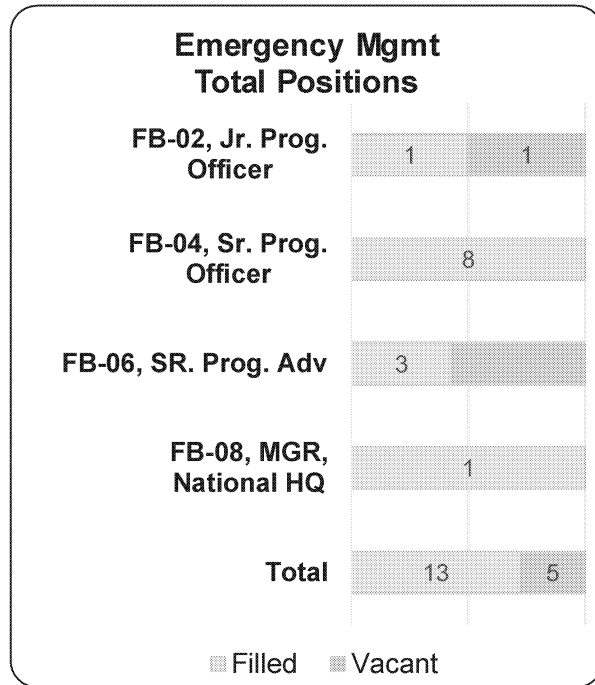 Emergency Mgmt
Total Positions
FB-02, Jr. Prog.
Officer
1
1
FB-04, Sr. Prog.
Officer
8
FB-06, SR. Prog. Adv
3
FB-08, MGR,
National HQ
1
Total
13
5
Filled
Vacant